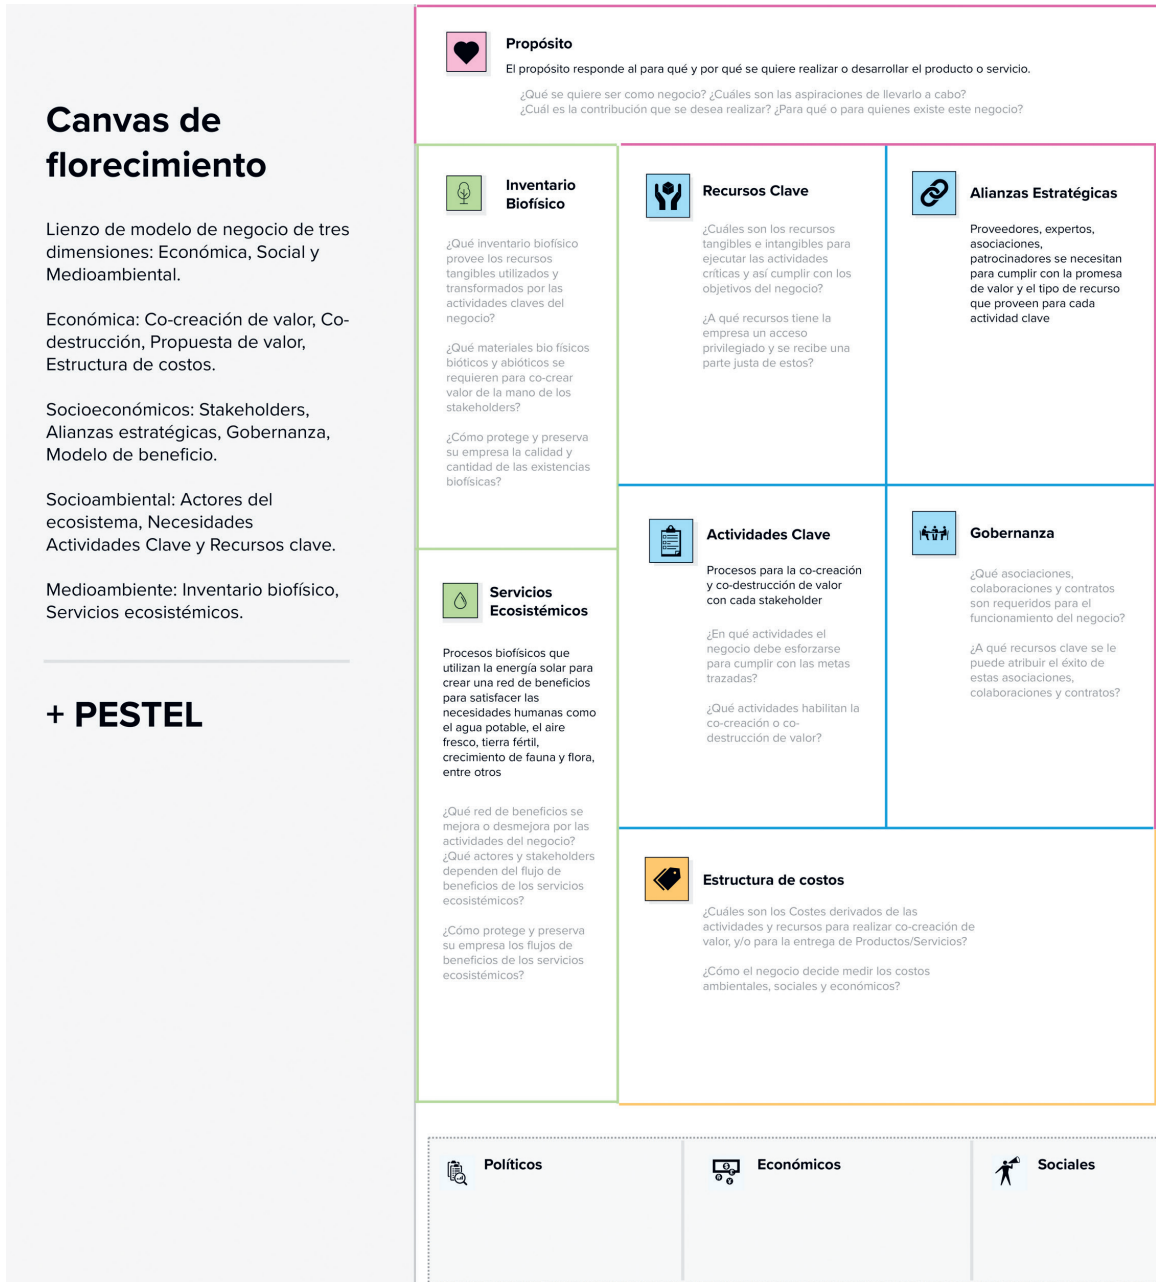 Canvas de
florecimiento
Lienzo de modelo de negocio de tres
dimensiones: Económica, Social y
Medioambiental.
Económica: Co-creación de valor, Co-
destrucción, Propuesta de valor,
Estructura de costos.
Socioeconómicos: Stakeholders,
Alianzas estratégicas, Gobernanza,
Modelo de beneficio.
Socioambiental: Actores del
ecosistema, Necesidades
Actividades Clave y Recursos clave.
Medioambiente: Inventario biofísico,
Servicios ecosistémicos.
+ PESTEL
Propósito
El propósito responde al para qué y por qué se quiere realizar o desarrollar el producto o servicio.
¿Qué se quiere ser como negocio? ¿Cuáles son las aspiraciones de llevarlo a cabo?
¿Cuál es la contribución que se desea realizar? ¿Para qué o para quienes existe este negocio?
Inventario
Biofísico
¿Qué inventario biofísico
provee los recursos
tangibles utilizados y
transformados por las
actividades claves del
negocio?
¿Qué materiales bio físicos
bióticos y abióticos se
requieren para co-crear
valor de la mano de los
stakeholders?
¿Cómo protege y preserva
su empresa la calidad y
cantidad de las existencias
biofísicas?
Recursos Clave
¿Cuáles son los recursos
tangibles e intangibles para
ejecutar las actividades
críticas y así cumplir con los
objetivos del negocio?
¿A qué recursos tiene la
empresa un acceso
privilegiado y se recibe una
parte justa de estos?
Alianzas Estratégicas
Proveedores, expertos,
asociaciones,
patrocinadores se necesitan
para cumplir con la promesa
de valor y el tipo de recurso
que proveen para cada
actividad clave
Servicios
Ecosistémicos
Procesos biofísicos que
utilizan la energía solar para
crear una red de beneficios
para satisfacer las
necesidades humanas como
el agua potable, el aire
fresco, tierra fértil,
crecimiento de fauna y flora,
entre otros
¿Qué red de beneficios se
mejora o desmejora por las
actividades del negocio?
¿Qué actores y stakeholders
dependen del flujo de
beneficios de los servicios
ecosistémicos?
¿Cómo protege y preserva
su empresa los flujos de
beneficios de los servicios
ecosistémicos?
Actividades Clave
Procesos para la co-creación
y co-destrucción de valor
con cada stakeholder
¿En qué actividades el
negocio debe esforzarse
para cumplir con las metas
trazadas?
¿Qué actividades habilitan la
co-creación o co-
destrucción de valor?
Gobernanza
¿Qué asociaciones,
colaboraciones y contratos
son requeridos para el
funcionamiento del negocio?
¿A qué recursos clave se le
puede atribuir el éxito de
estas asociaciones,
colaboraciones y contratos?
Estructura de costos
¿Cuáles son los Costes derivados de las
actividades y recursos para realizar co-creación de
valor, y/o para la entrega de Productos/Servicios?
¿Cómo el negocio decide medir los costos
ambientales, sociales y económicos?
Políticos
Económicos
Sociales